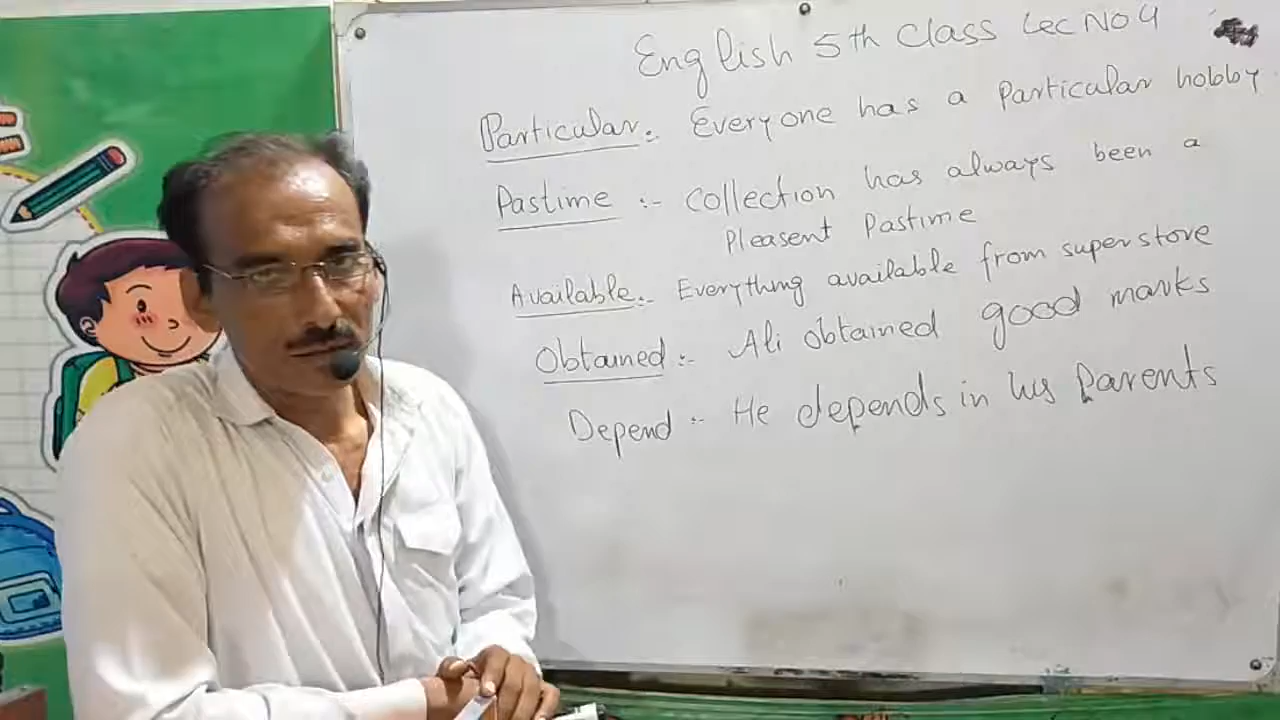 English 5th Class Lec No 4
Particular:- Everyone has a Particular hobby.
Pastime :- Collection has always been a
Pleasent Pastime
Available:- Everything available from superstore
Obtained :- Ali obtained good marks
Depend :- He depends in his Parents